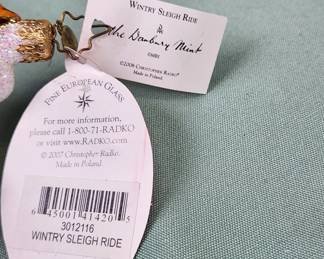 WINTRY SLEIGH RIDE
The Danbury Mint
©MBI
©2008 CHRISTOPHER RADKO®
Made in Poland
FINE EUROPEAN GLASS
For more information,
please call 1-800-71-RADKO
or visit www.RADKO.com
© 2007 Christopher Radko.
Made in Poland
6 45001 41420 5
3012116
WINTRY SLEIGH RIDE